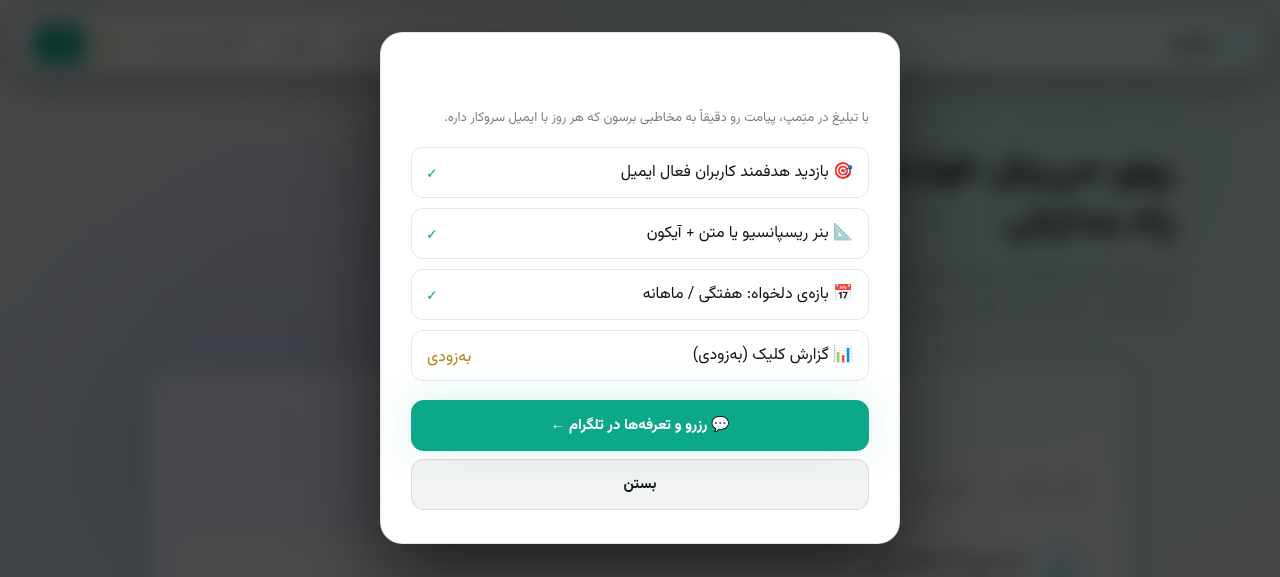 با تبلیغ در متِمپ، پیامت رو دقیقاً به مخاطبی برسون که هر روز با ایمیل سروکار داره.
🎯 بازدید هدفمند کاربران فعال ایمیل ✓
📐 بنر ریسپانسیو یا متن + آیکون ✓
📅 بازه‌ی دلخواه: هفتگی / ماهانه ✓
📊 گزارش کلیک (به‌زودی) به‌زودی
💬 رزرو و تعرفه‌ها در تلگرام ←
بستن